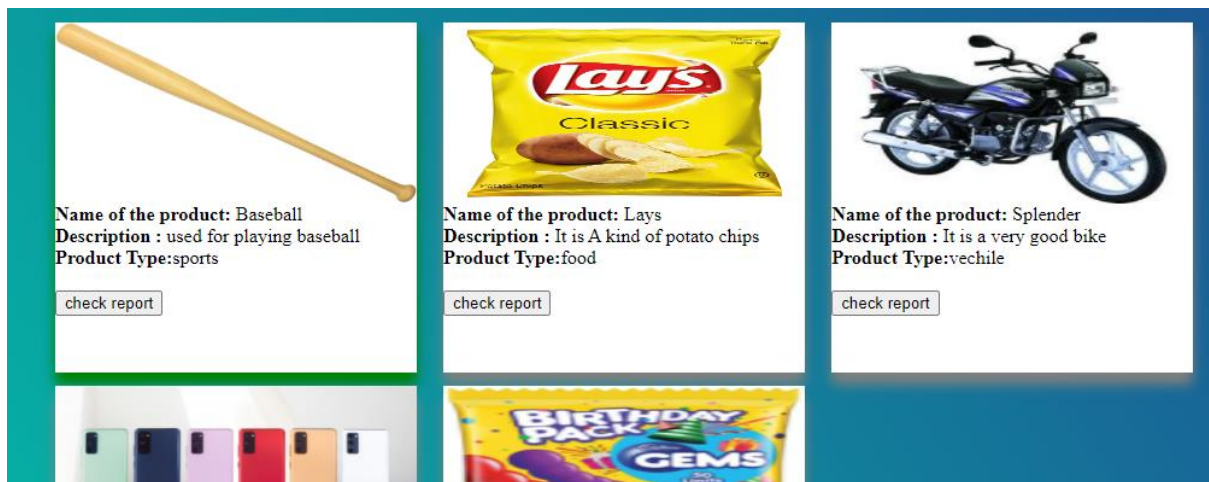 Lay's
Classic
Name of the product: Baseball
Description : used for playing baseball
Product Type:sports
check report
Name of the product: Lays
Description : It is A kind of potato chips
Product Type:food
check report
Name of the product: Splender
Description : It is a very good bike
Product Type:vechile
check report
BIRTHDAY
PACK
GEMS